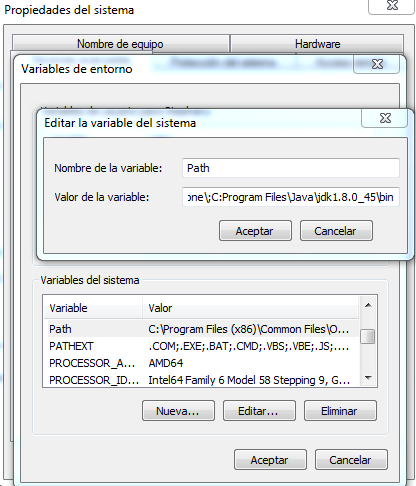 Propiedades del sistema
Nombre de equipo Hardware
Variables de entorno
Editar la variable del sistema
Nombre de la variable: Path
Valor de la variable: one\;C:Program Files\Java\jdk1.8.0_45\bin
Aceptar Cancelar
Variables del sistema
Variable Valor
Path C:\Program Files (x86)\Common Files\O...
PATHEXT .COM;.EXE;.BAT;.CMD;.VBS;.VBE;.JS;....
PROCESSOR_A... AMD64
PROCESSOR_ID... Intel64 Family 6 Model 58 Stepping 9, G...
Nueva... Editar... Eliminar
Aceptar Cancelar